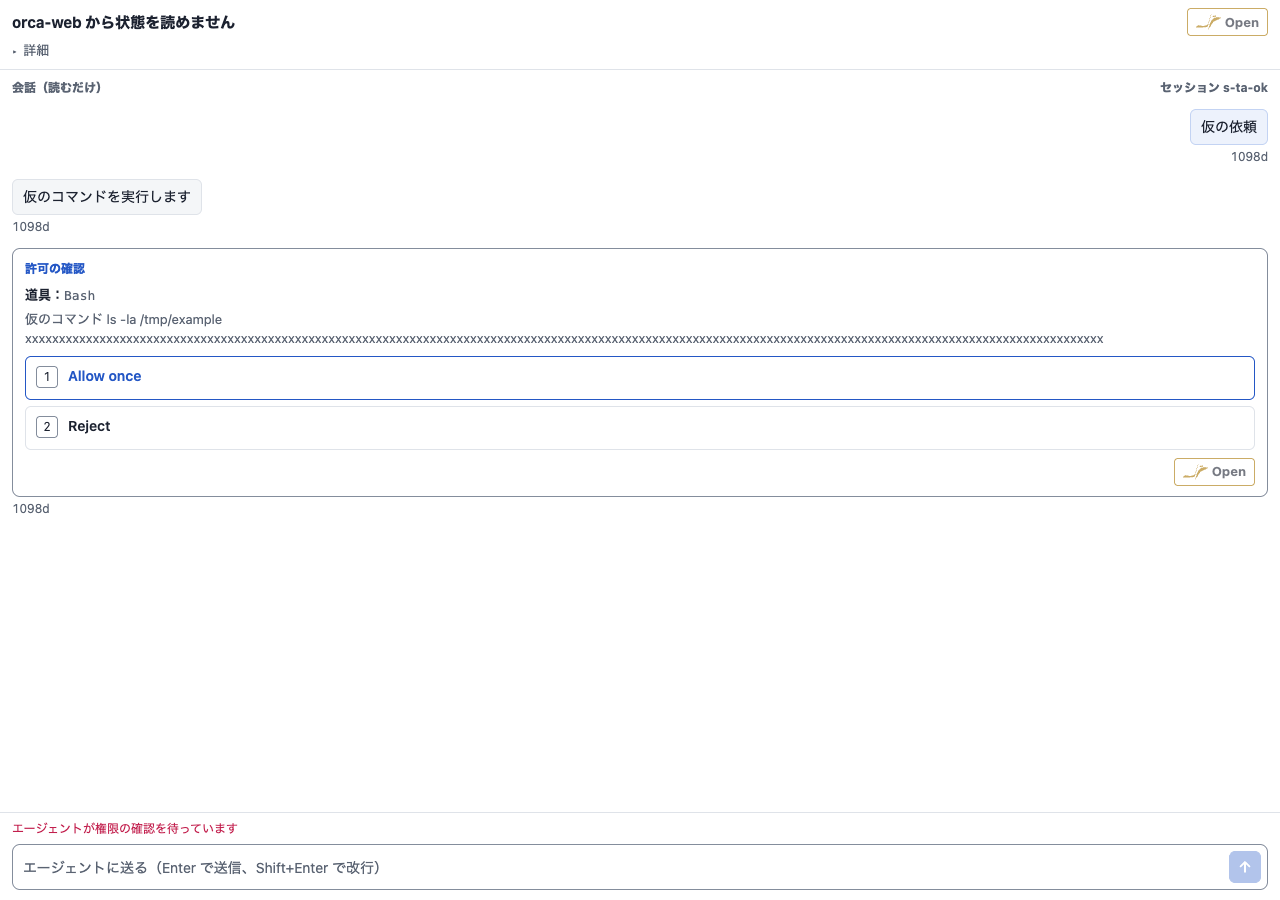 orca-web から状態を読めません
Open
詳細
会話（読むだけ）
セッション s-ta-ok
仮の依頼
1098d
仮のコマンドを実行します
1098d
許可の確認
道具：Bash
仮のコマンド ls -la /tmp/example
xxxxxxxxxxxxxxxxxxxxxxxxxxxxxxxxxxxxxxxxxxxxxxxxxxxxxxxxxxxxxxxxxxxxxxxxxxxxxxxxxxxxxxxxxxxxxxxxxxxxxxxxxxxxxxxxxxxxxxxxxxxxxxxxxxxxxxxxxxxxxxxxxxxxxxxxxxxx
1 Allow once
2 Reject
Open
1098d
エージェントが権限の確認を待っています
エージェントに送る（Enter で送信、Shift+Enter で改行）